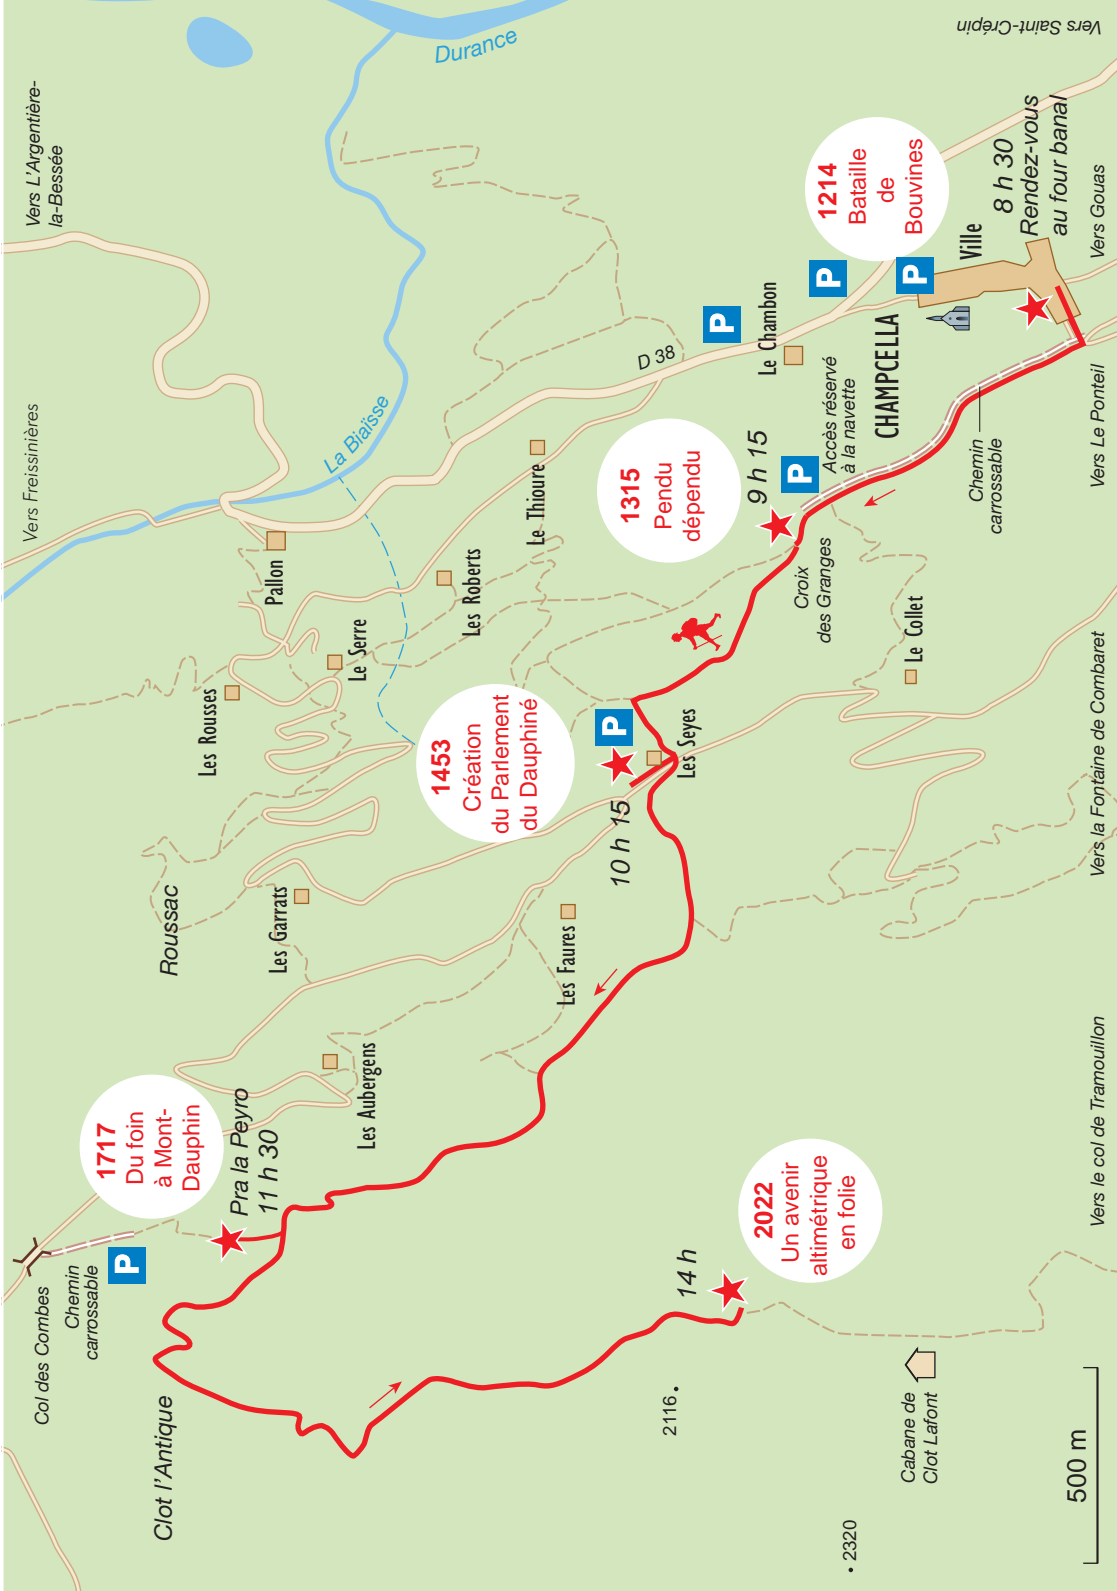 Vers L'Argentière-
la-Bessée
Vers Freissinières
Durance
Vers Saint-Crépin
La Biaïsse
1214
Bataille
de
Bouvines
8 h 30
Rendez-vous
au four banal
Ville
Vers Gouas
P
P
P
Le Chambon
D 38
CHAMPCELLA
Accès réservé
à la navette
Chemin
carrossable
Vers Le Ponteil
1315
Pendu
dépendu
9 h 15
P
Croix
des Granges
Le Thioure
Les Roberts
Pallon
Le Serre
Les Rousses
Le Collet
Vers la Fontaine de Combaret
1453
Création
du Parlement
du Dauphiné
P
Les Seyes
10 h 15
Roussac
Les Garrats
Les Faures
Les Aubergens
1717
Du foin
à Mont-
Dauphin
Pra la Peyro
11 h 30
P
Col des Combes
Chemin
carrossable
Clot l'Antique
2022
Un avenir
altimétrique
en folie
14 h
Vers le col de Tramouillon
2116
2320
Cabane de
Clot Lafont
500 m